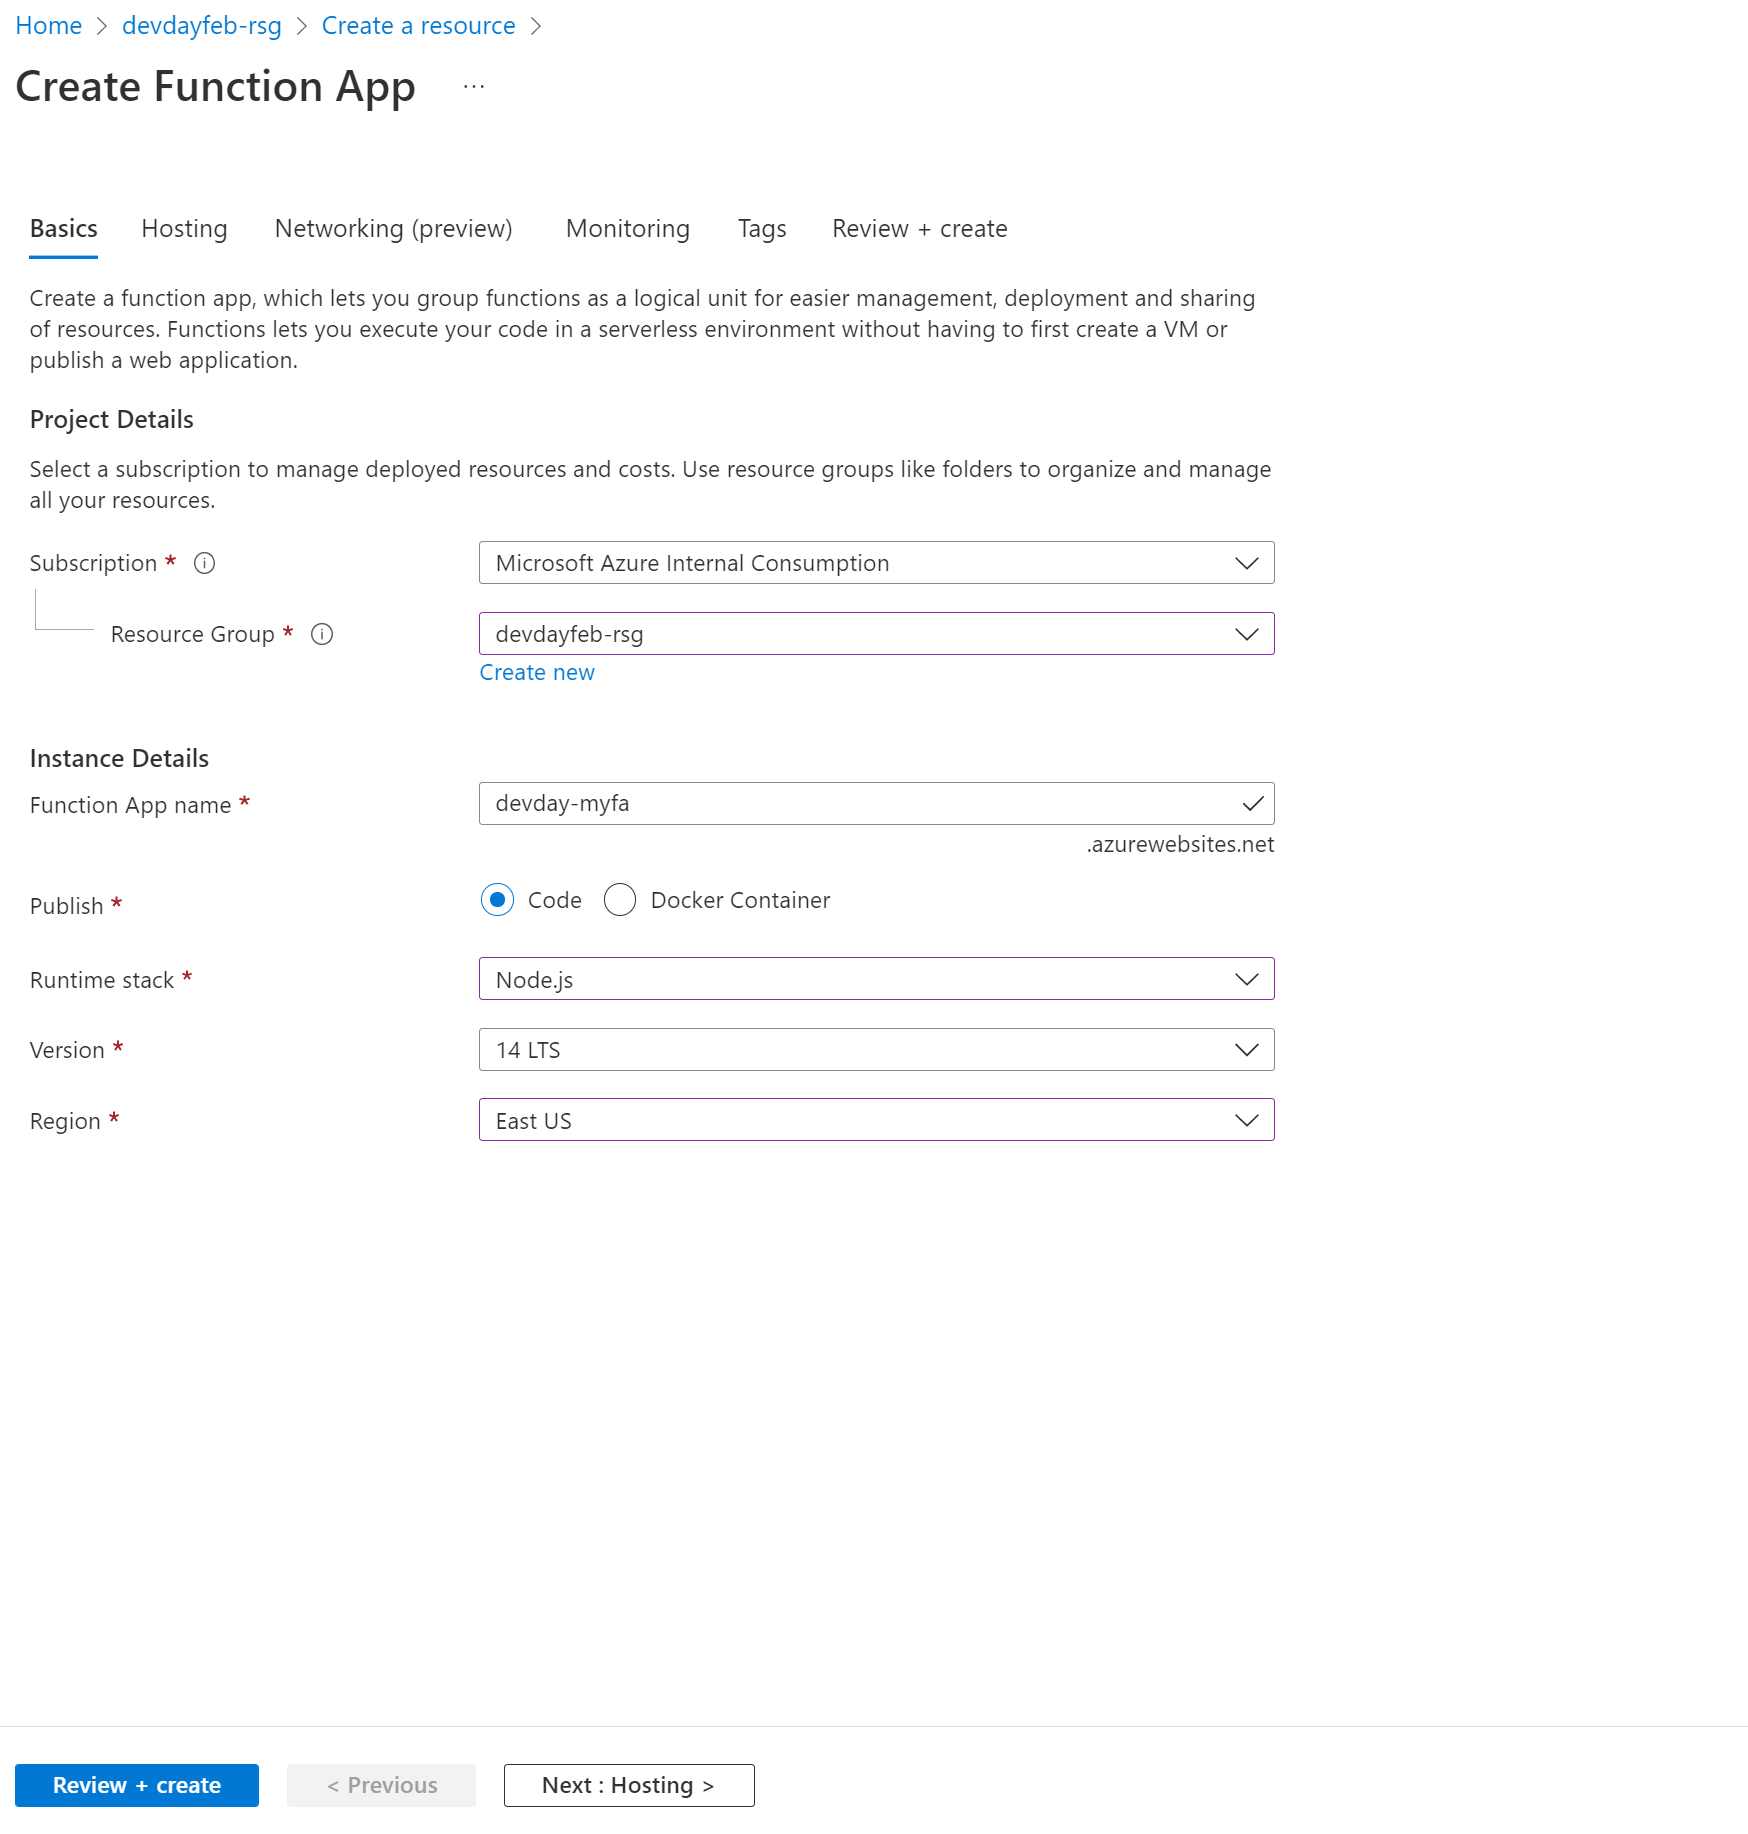 Home > devdayfeb-rsg > Create a resource >
Create Function App ...
Basics Hosting Networking (preview) Monitoring Tags Review + create
Create a function app, which lets you group functions as a logical unit for easier management, deployment and sharing
of resources. Functions lets you execute your code in a serverless environment without having to first create a VM or
publish a web application.
Project Details
Select a subscription to manage deployed resources and costs. Use resource groups like folders to organize and manage
all your resources.
Subscription * Microsoft Azure Internal Consumption
Resource Group * devdayfeb-rsg
Create new
Instance Details
Function App name * devday-myfa
.azurewebsites.net
Publish * Code Docker Container
Runtime stack * Node.js
Version * 14 LTS
Region * East US
Review + create < Previous Next : Hosting >